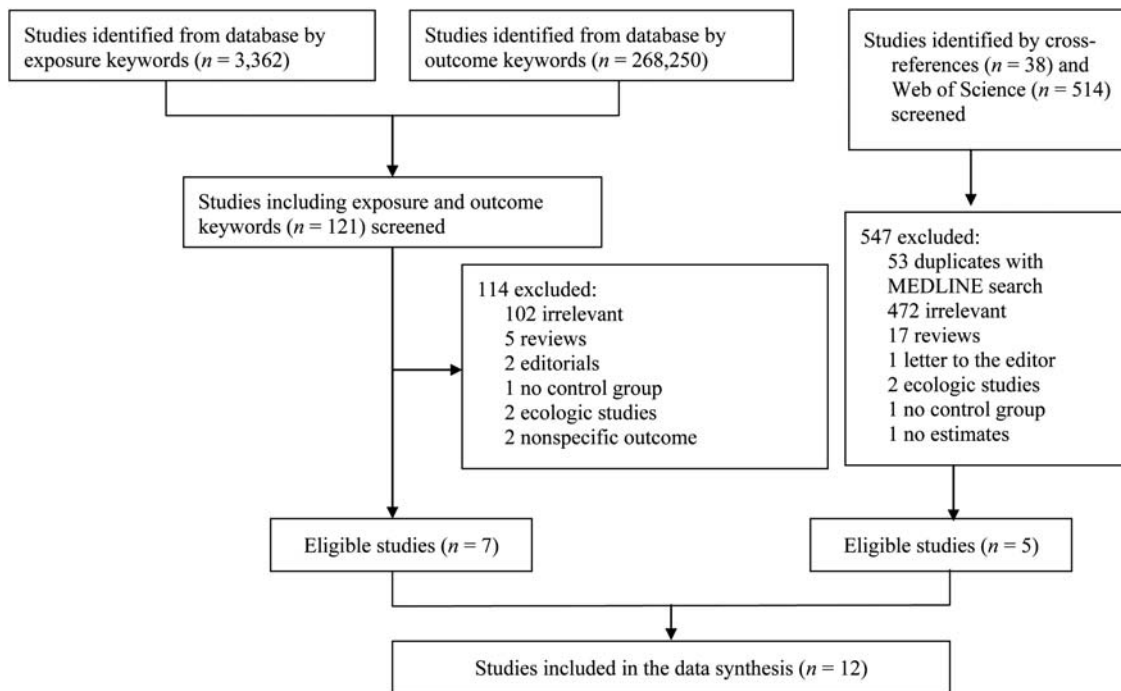 Studies identified from database by
exposure keywords (n = 3,362)
Studies identified from database by
outcome keywords (n = 268,250)
Studies identified by cross-
references (n = 38) and
Web of Science (n = 514)
screened
Studies including exposure and outcome
keywords (n = 121) screened
114 excluded:
102 irrelevant
5 reviews
2 editorials
1 no control group
2 ecologic studies
2 nonspecific outcome
547 excluded:
53 duplicates with
MEDLINE search
472 irrelevant
17 reviews
1 letter to the editor
2 ecologic studies
1 no control group
1 no estimates
Eligible studies (n = 7)
Eligible studies (n = 5)
Studies included in the data synthesis (n = 12)